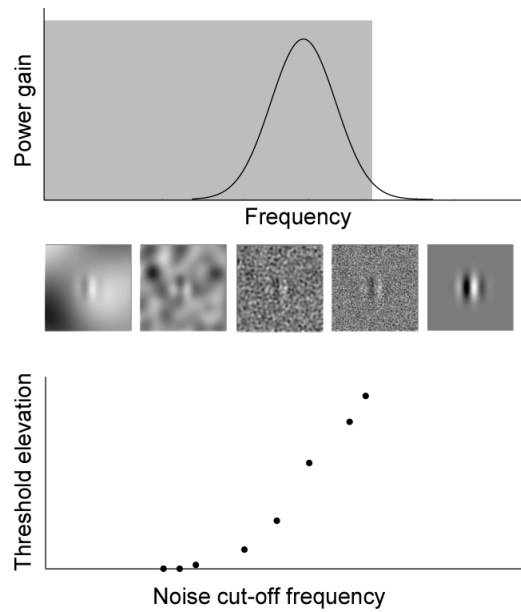 Power gain
Frequency
Threshold elevation
Noise cut-off frequency